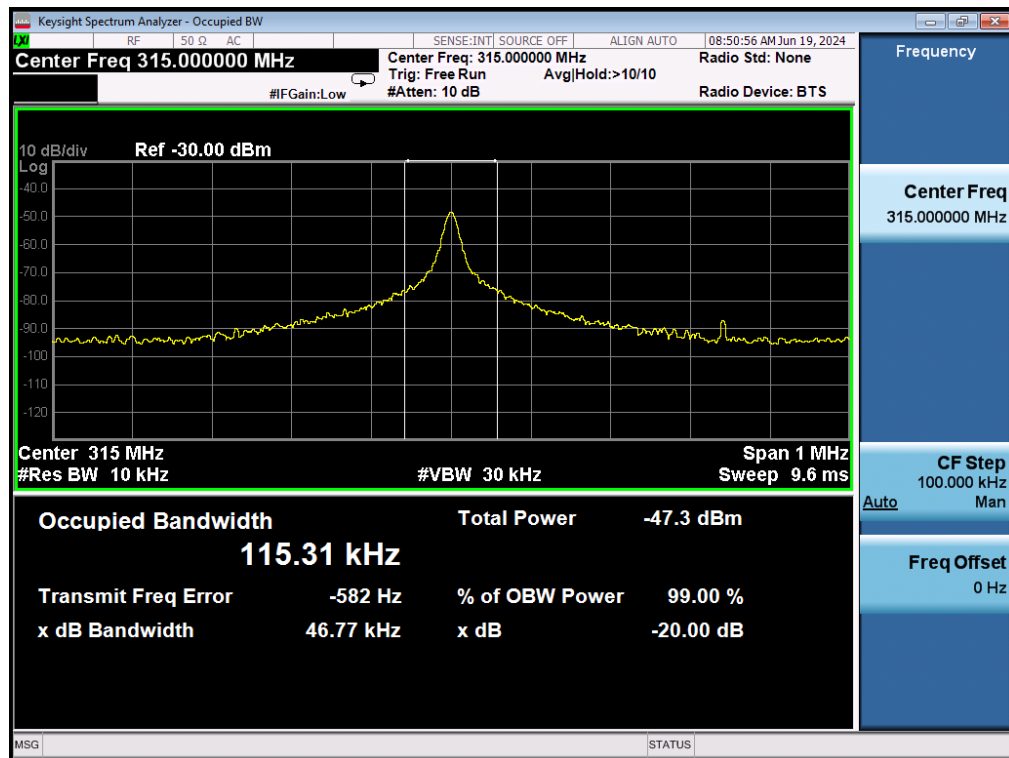 Keysight Spectrum Analyzer - Occupied BW
LXI RF 50 Ω AC SENSE:INT SOURCE OFF ALIGN AUTO 08:50:56 AM Jun 19, 2024
Center Freq 315.000000 MHz
Center Freq: 315.000000 MHz Radio Std: None
Trig: Free Run Avg|Hold:>10/10
#IFGain:Low #Atten: 10 dB Radio Device: BTS
10 dB/div Ref -30.00 dBm
Log
-40.0
-50.0
-60.0
-70.0
-80.0
-90.0
-100
-110
-120
Center 315 MHz Span 1 MHz
#Res BW 10 kHz #VBW 30 kHz Sweep 9.6 ms
Occupied Bandwidth Total Power -47.3 dBm
115.31 kHz
Transmit Freq Error -582 Hz % of OBW Power 99.00 %
x dB Bandwidth 46.77 kHz x dB -20.00 dB
Frequency
Center Freq
315.000000 MHz
CF Step
100.000 kHz
Auto Man
Freq Offset
0 Hz
MSG STATUS